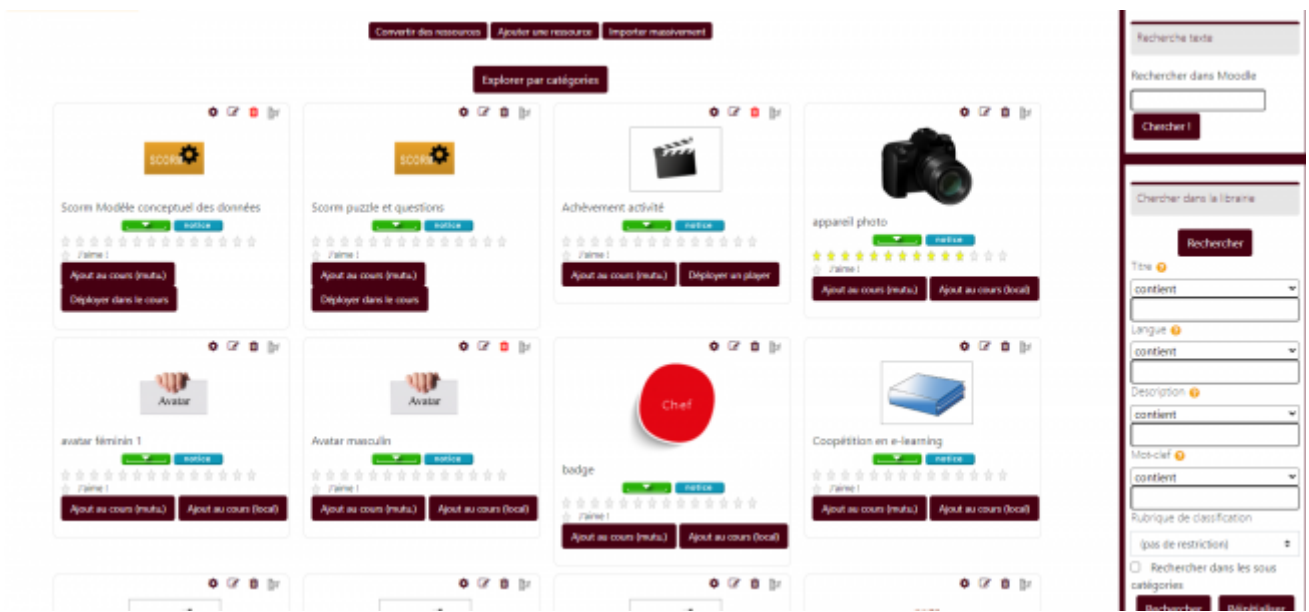 Convertir des ressources Ajouter une ressource Importer massivement
Explorer par catégories
SCORM
Scorm Modèle conceptuel des données
notice
J'aime !
Ajout au cours (mutu.)
Déployer dans le cours
SCORM
Scorm puzzle et questions
notice
J'aime !
Ajout au cours (mutu.)
Déployer dans le cours
Achèvement activité
notice
J'aime !
Ajout au cours (mutu.) Déployer un player
appareil photo
notice
J'aime !
Ajout au cours (mutu.) Ajout au cours (local)
Avatar
avatar féminin 1
notice
J'aime !
Ajout au cours (mutu.) Ajout au cours (local)
Avatar
Avatar masculin
notice
J'aime !
Ajout au cours (mutu.) Ajout au cours (local)
Chef
badge
notice
J'aime !
Ajout au cours (mutu.) Ajout au cours (local)
Coopétition en e-learning
notice
J'aime !
Ajout au cours (mutu.) Ajout au cours (local)
Recherche texte
Rechercher dans Moodle
Chercher !
Chercher dans la librairie
Rechercher
Titre
contient
Langue
contient
Description
contient
Mot-clef
contient
Rubrique de classification
(pas de restriction)
Rechercher dans les sous
catégories
Rechercher Réinitialiser